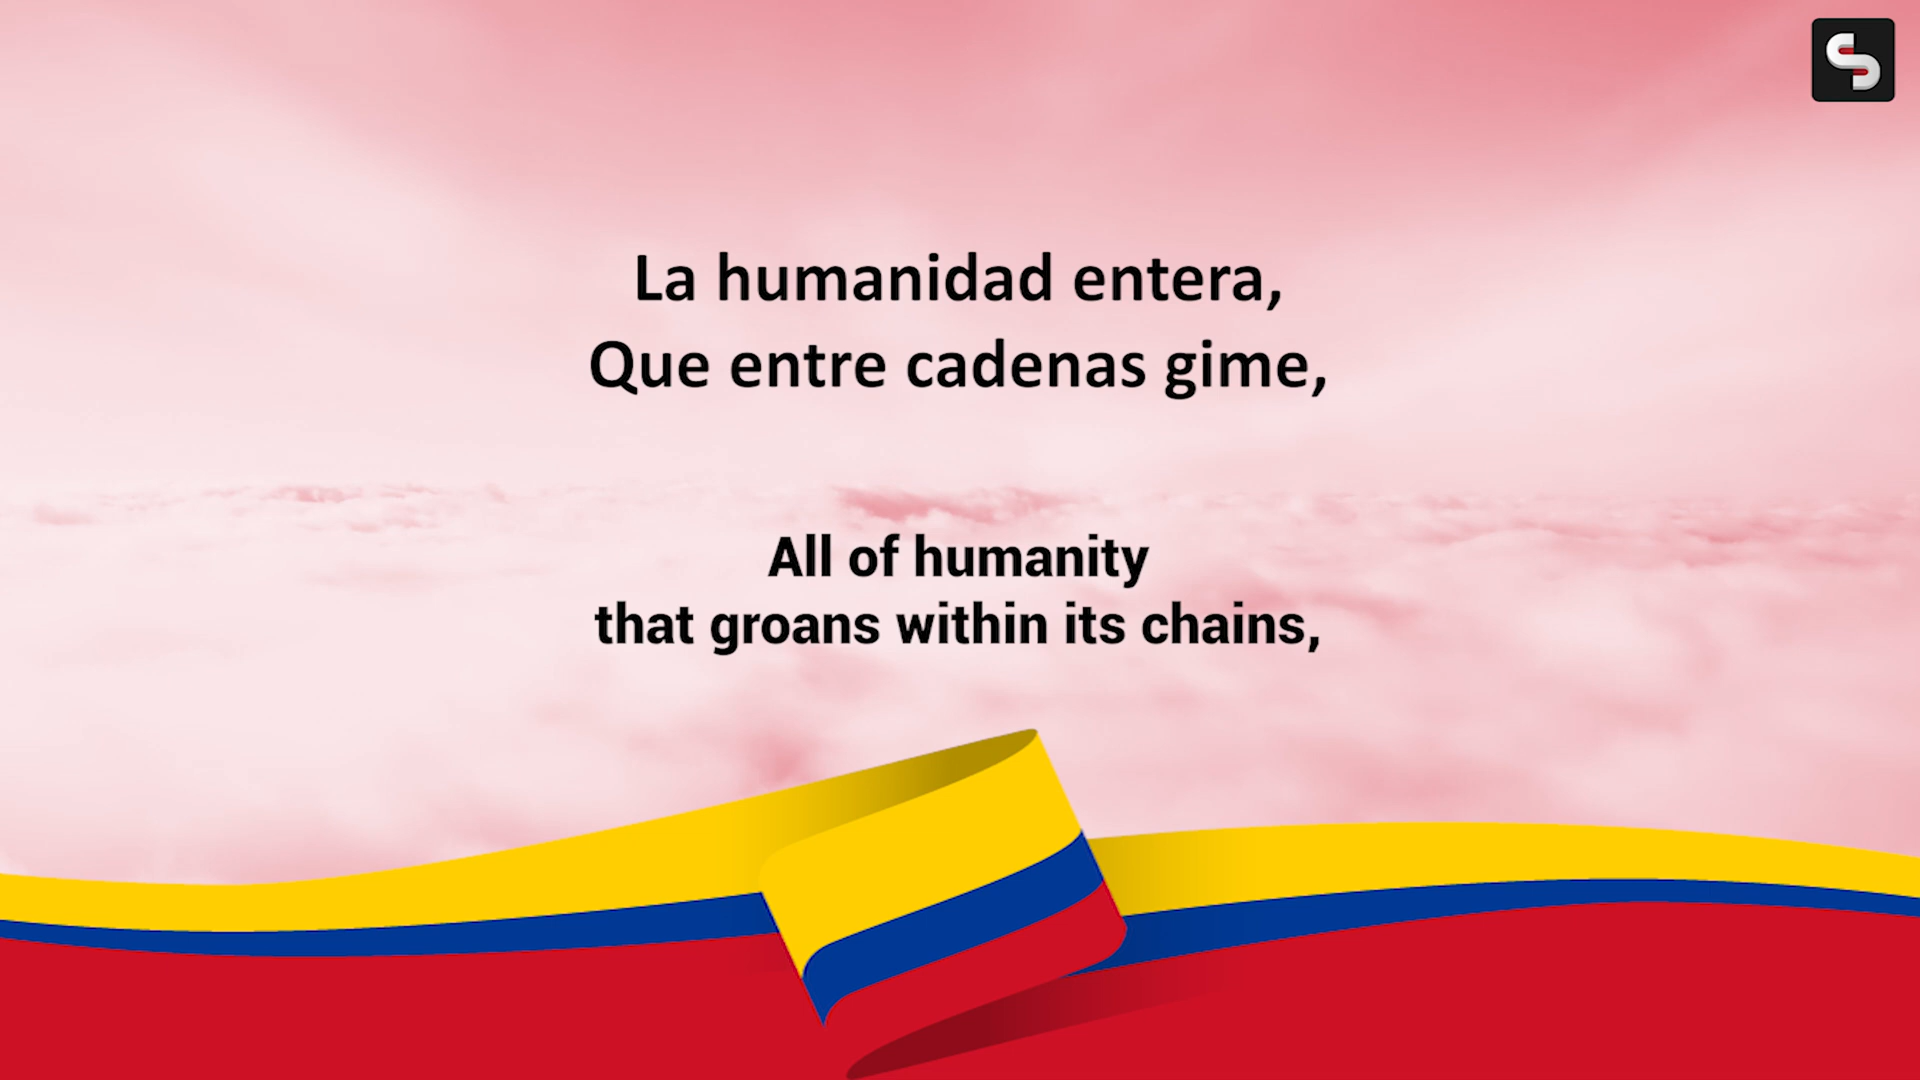 La humanidad entera,
Que entre cadenas gime,
All of humanity
that groans within its chains,